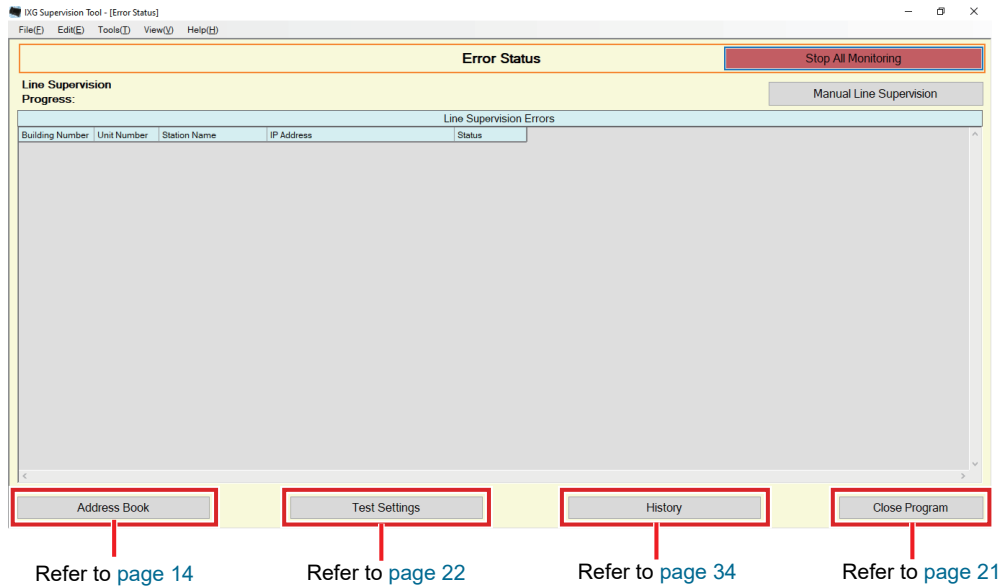 IXG Supervision Tool - [Error Status]
File(F) Edit(E) Tools(T) View(V) Help(H)
Error Status
Stop All Monitoring
Line Supervision
Progress:
Manual Line Supervision
Line Supervision Errors
Building Number Unit Number Station Name IP Address Status
Address Book Test Settings History Close Program
Refer to page 14 Refer to page 22 Refer to page 34 Refer to page 21